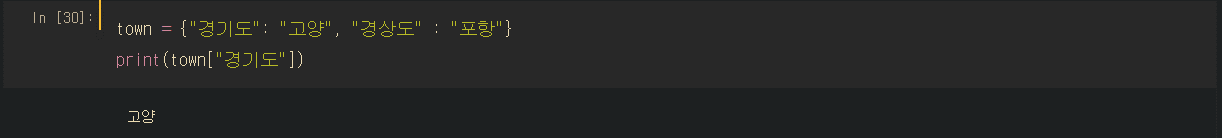 In [30]:
town = {"경기도": "고양", "경상도" : "포항"}
print(town["경기도"])
고양